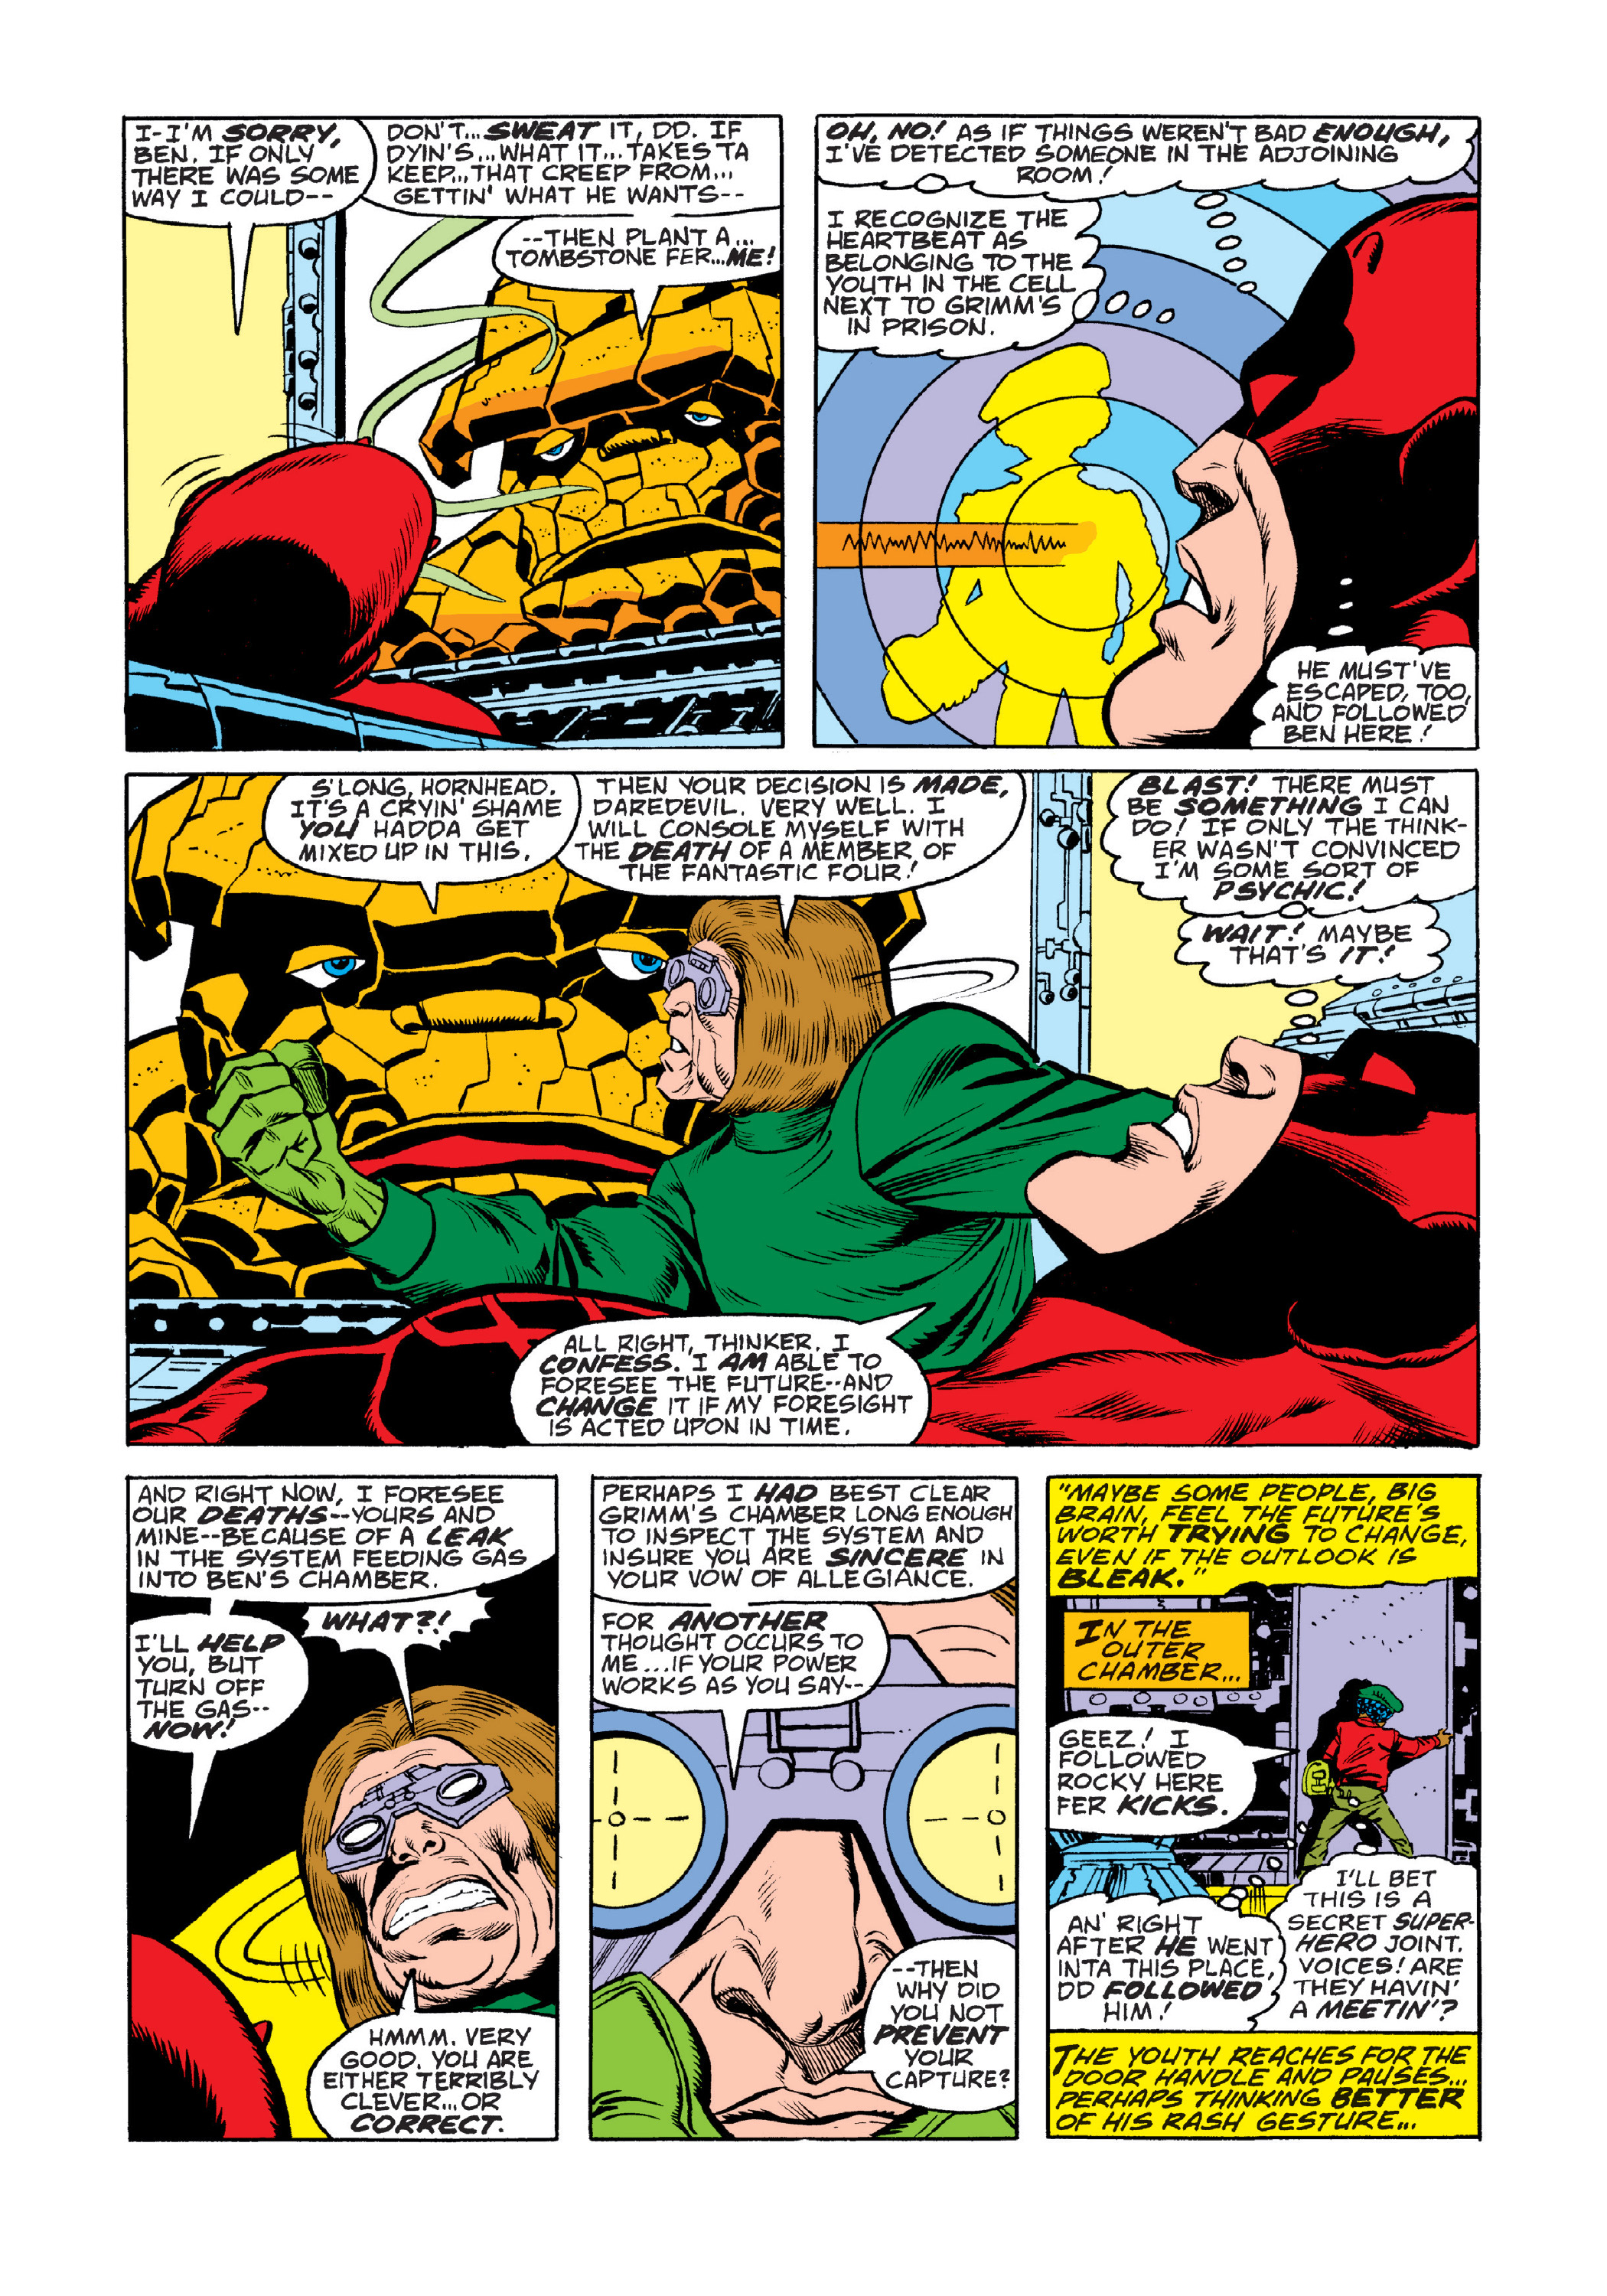 I-I'M SORRY,
BEN. IF ONLY
THERE WAS SOME
WAY I COULD--
DON'T...SWEAT IT, DD. IF
DYIN'S...WHAT IT...TAKES TA
KEEP...THAT CREEP FROM...
GETTIN' WHAT HE WANTS--
--THEN PLANT A...
TOMBSTONE FER...ME!
OH, NO! AS IF THINGS WEREN'T BAD ENOUGH,
I'VE DETECTED SOMEONE IN THE ADJOINING
ROOM!
I RECOGNIZE THE
HEARTBEAT AS
BELONGING TO THE
YOUTH IN THE CELL
NEXT TO GRIMM'S
IN PRISON.
HE MUST'VE
ESCAPED, TOO,
AND FOLLOWED
BEN HERE!
S'LONG, HORNHEAD.
IT'S A CRYIN' SHAME
YOU HADDA GET
MIXED UP IN THIS.
THEN YOUR DECISION IS MADE,
DAREDEVIL. VERY WELL. I
WILL CONSOLE MYSELF WITH
THE DEATH OF A MEMBER OF
THE FANTASTIC FOUR!
BLAST! THERE MUST
BE SOMETHING I CAN
DO! IF ONLY THE THINK-
ER WASN'T CONVINCED
I'M SOME SORT OF
PSYCHIC!
WAIT! MAYBE
THAT'S IT!
ALL RIGHT, THINKER. I
CONFESS. I AM ABLE TO
FORESEE THE FUTURE--AND
CHANGE IT IF MY FORESIGHT
IS ACTED UPON IN TIME.
AND RIGHT NOW, I FORESEE
OUR DEATHS--YOURS AND
MINE--BECAUSE OF A LEAK
IN THE SYSTEM FEEDING GAS
INTO BEN'S CHAMBER.
I'LL HELP
YOU, BUT
TURN OFF
THE GAS--
NOW!
WHAT?!
HMMM. VERY
GOOD. YOU ARE
EITHER TERRIBLY
CLEVER...OR
CORRECT.
PERHAPS I HAD BEST CLEAR
GRIMM'S CHAMBER LONG ENOUGH
TO INSPECT THE SYSTEM AND
INSURE YOU ARE SINCERE IN
YOUR VOW OF ALLEGIANCE.
FOR ANOTHER
THOUGHT OCCURS TO
ME...IF YOUR POWER
WORKS AS YOU SAY--
--THEN
WHY DID
YOU NOT
PREVENT
YOUR
CAPTURE?
"MAYBE SOME PEOPLE, BIG
BRAIN, FEEL THE FUTURE'S
WORTH TRYING TO CHANGE,
EVEN IF THE OUTLOOK IS
BLEAK."
IN THE
OUTER
CHAMBER...
GEEZ! I
FOLLOWED
ROCKY HERE
FER KICKS.
AN' RIGHT
AFTER HE WENT
INTA THIS PLACE,
DD FOLLOWED
HIM!
I'LL BET
THIS IS A
SECRET SUPER-
HERO JOINT.
VOICES! ARE
THEY HAVIN'
A MEETIN'?
THE YOUTH REACHES FOR THE
DOOR HANDLE AND PAUSES...
PERHAPS THINKING BETTER
OF HIS RASH GESTURE...